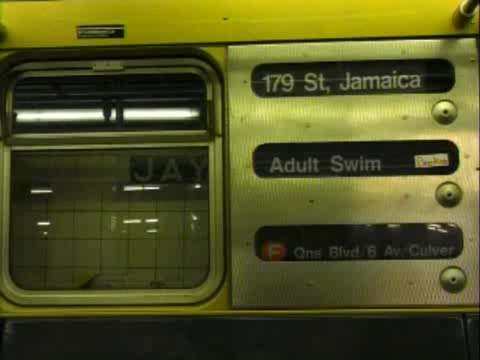 179 St, Jamaica
JAY
Adult Swim
F Qns Blvd 6 Av, Culver